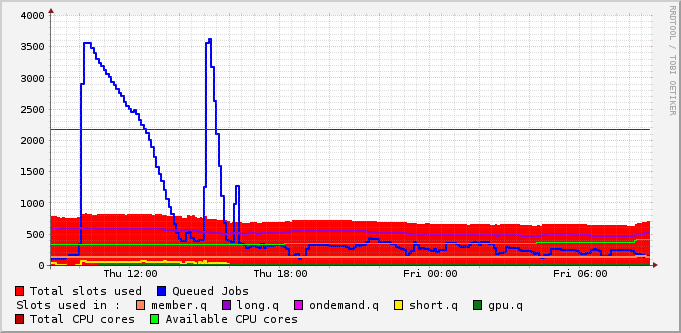 4000
3500
3000
2500
2000
1500
1000
500
0
Thu 12:00 Thu 18:00 Fri 00:00 Fri 06:00
Total slots used Queued Jobs
Slots used in : member.q long.q ondemand.q short.q gpu.q
Total CPU cores Available CPU cores
RRDTOOL / TOBI OETIKER